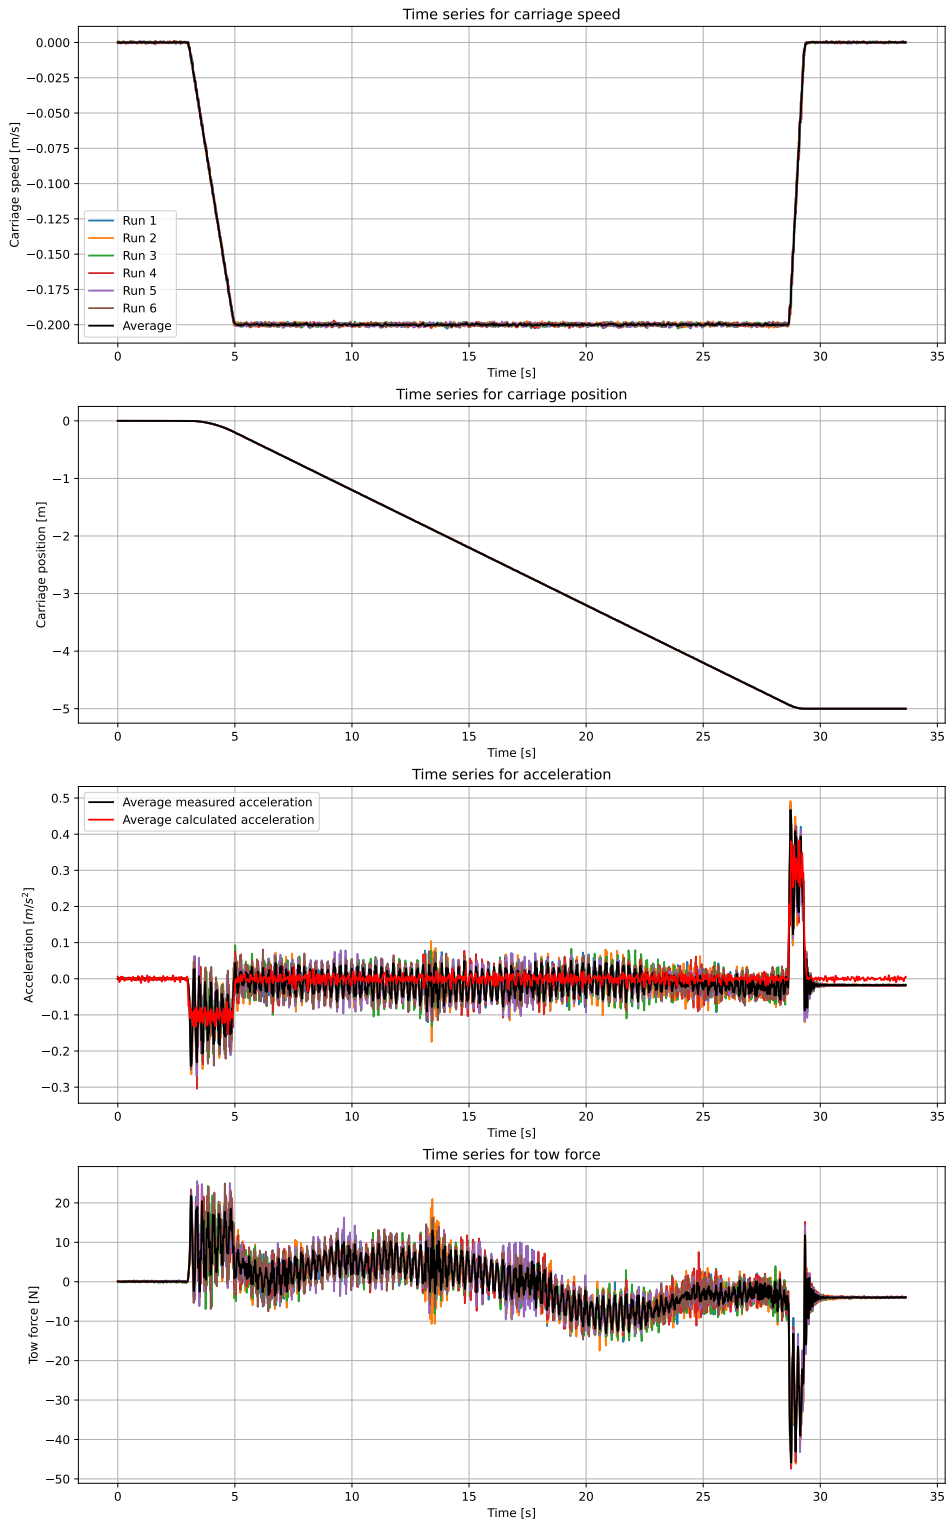 Time series for carriage speed
0.000
−0.025
−0.050
−0.075
−0.100
−0.125
−0.150
−0.175
−0.200
Carriage speed [m/s]
Run 1
Run 2
Run 3
Run 4
Run 5
Run 6
Average
0 5 10 15 20 25 30 35
Time [s]
Time series for carriage position
0
−1
−2
−3
−4
−5
Carriage position [m]
0 5 10 15 20 25 30 35
Time [s]
Time series for acceleration
0.5
0.4
0.3
0.2
0.1
0.0
−0.1
−0.2
−0.3
Acceleration [m/s²]
Average measured acceleration
Average calculated acceleration
0 5 10 15 20 25 30 35
Time [s]
Time series for tow force
20
10
0
−10
−20
−30
−40
−50
Tow force [N]
0 5 10 15 20 25 30 35
Time [s]